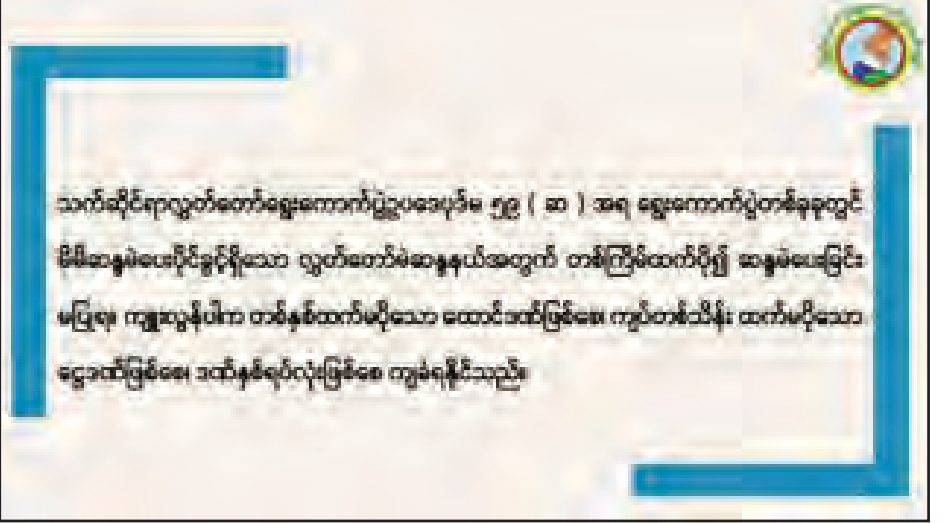 သက်ဆိုင်ရာလွှတ်တော်ရွေးကောက်ပွဲဥပဒေပုဒ်မ ၅၉ ( ဆ ) အရ ရွေးကောက်ပွဲတစ်ခုခုတွင်
မိမိဆန္ဒမဲပေးပိုင်ခွင့်ရှိသော လွှတ်တော်မဲဆန္ဒနယ်အတွက် တစ်ကြိမ်ထက်ပို၍ ဆန္ဒမဲပေးခြင်း
မပြုရ။ ကျူးလွန်ပါက တစ်နှစ်ထက်မပိုသော ထောင်ဒဏ်ဖြစ်စေ၊ ကျပ်တစ်သိန်း ထက်မပိုသော
ငွေဒဏ်ဖြစ်စေ၊ ဒဏ်နှစ်ရပ်လုံးဖြစ်စေ ကျခံရနိုင်သည်။